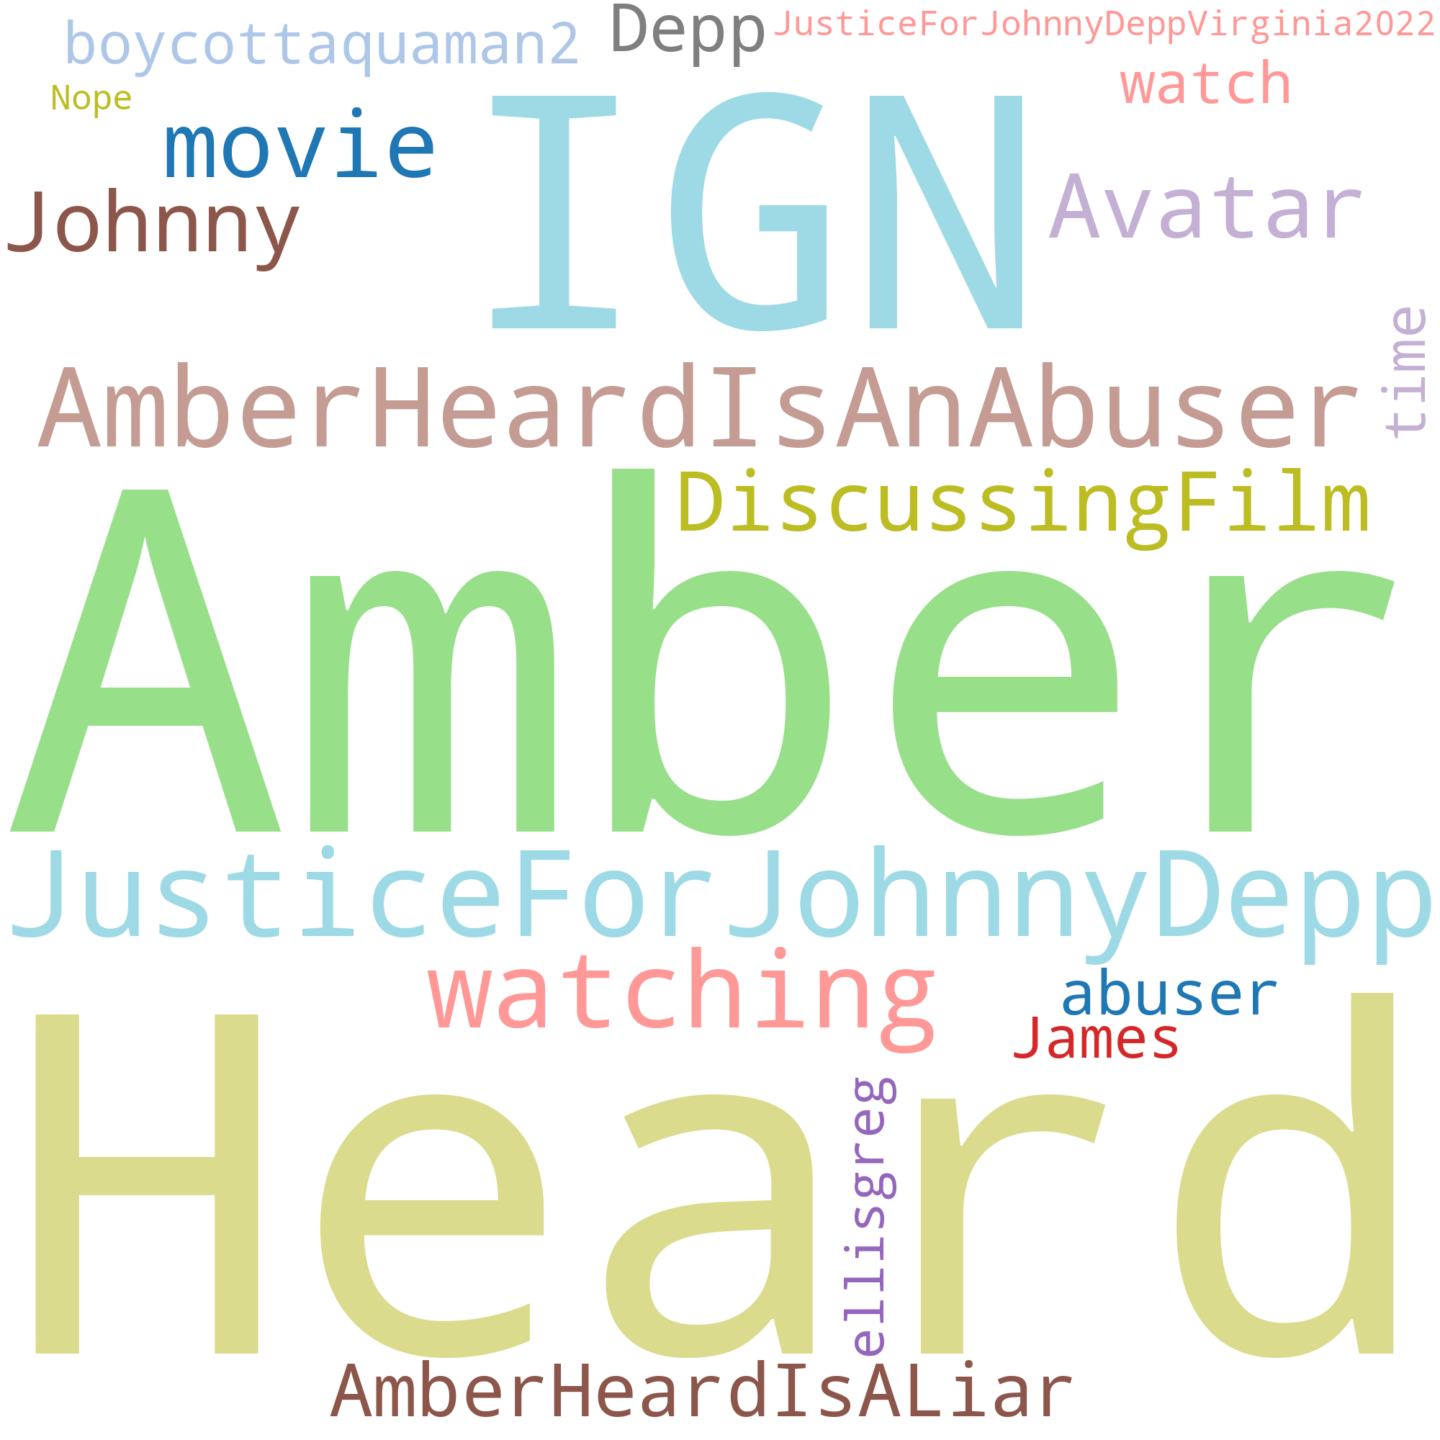 boycottaquaman2
Depp
JusticeForJohnnyDeppVirginia2022
Nope
watch
movie
IGN
Johnny
Avatar
time
AmberHeardIsAnAbuser
DiscussingFilm
Amber
JusticeForJohnnyDepp
watching
abuser
James
Heard
ellisgreg
AmberHeardIsALiar